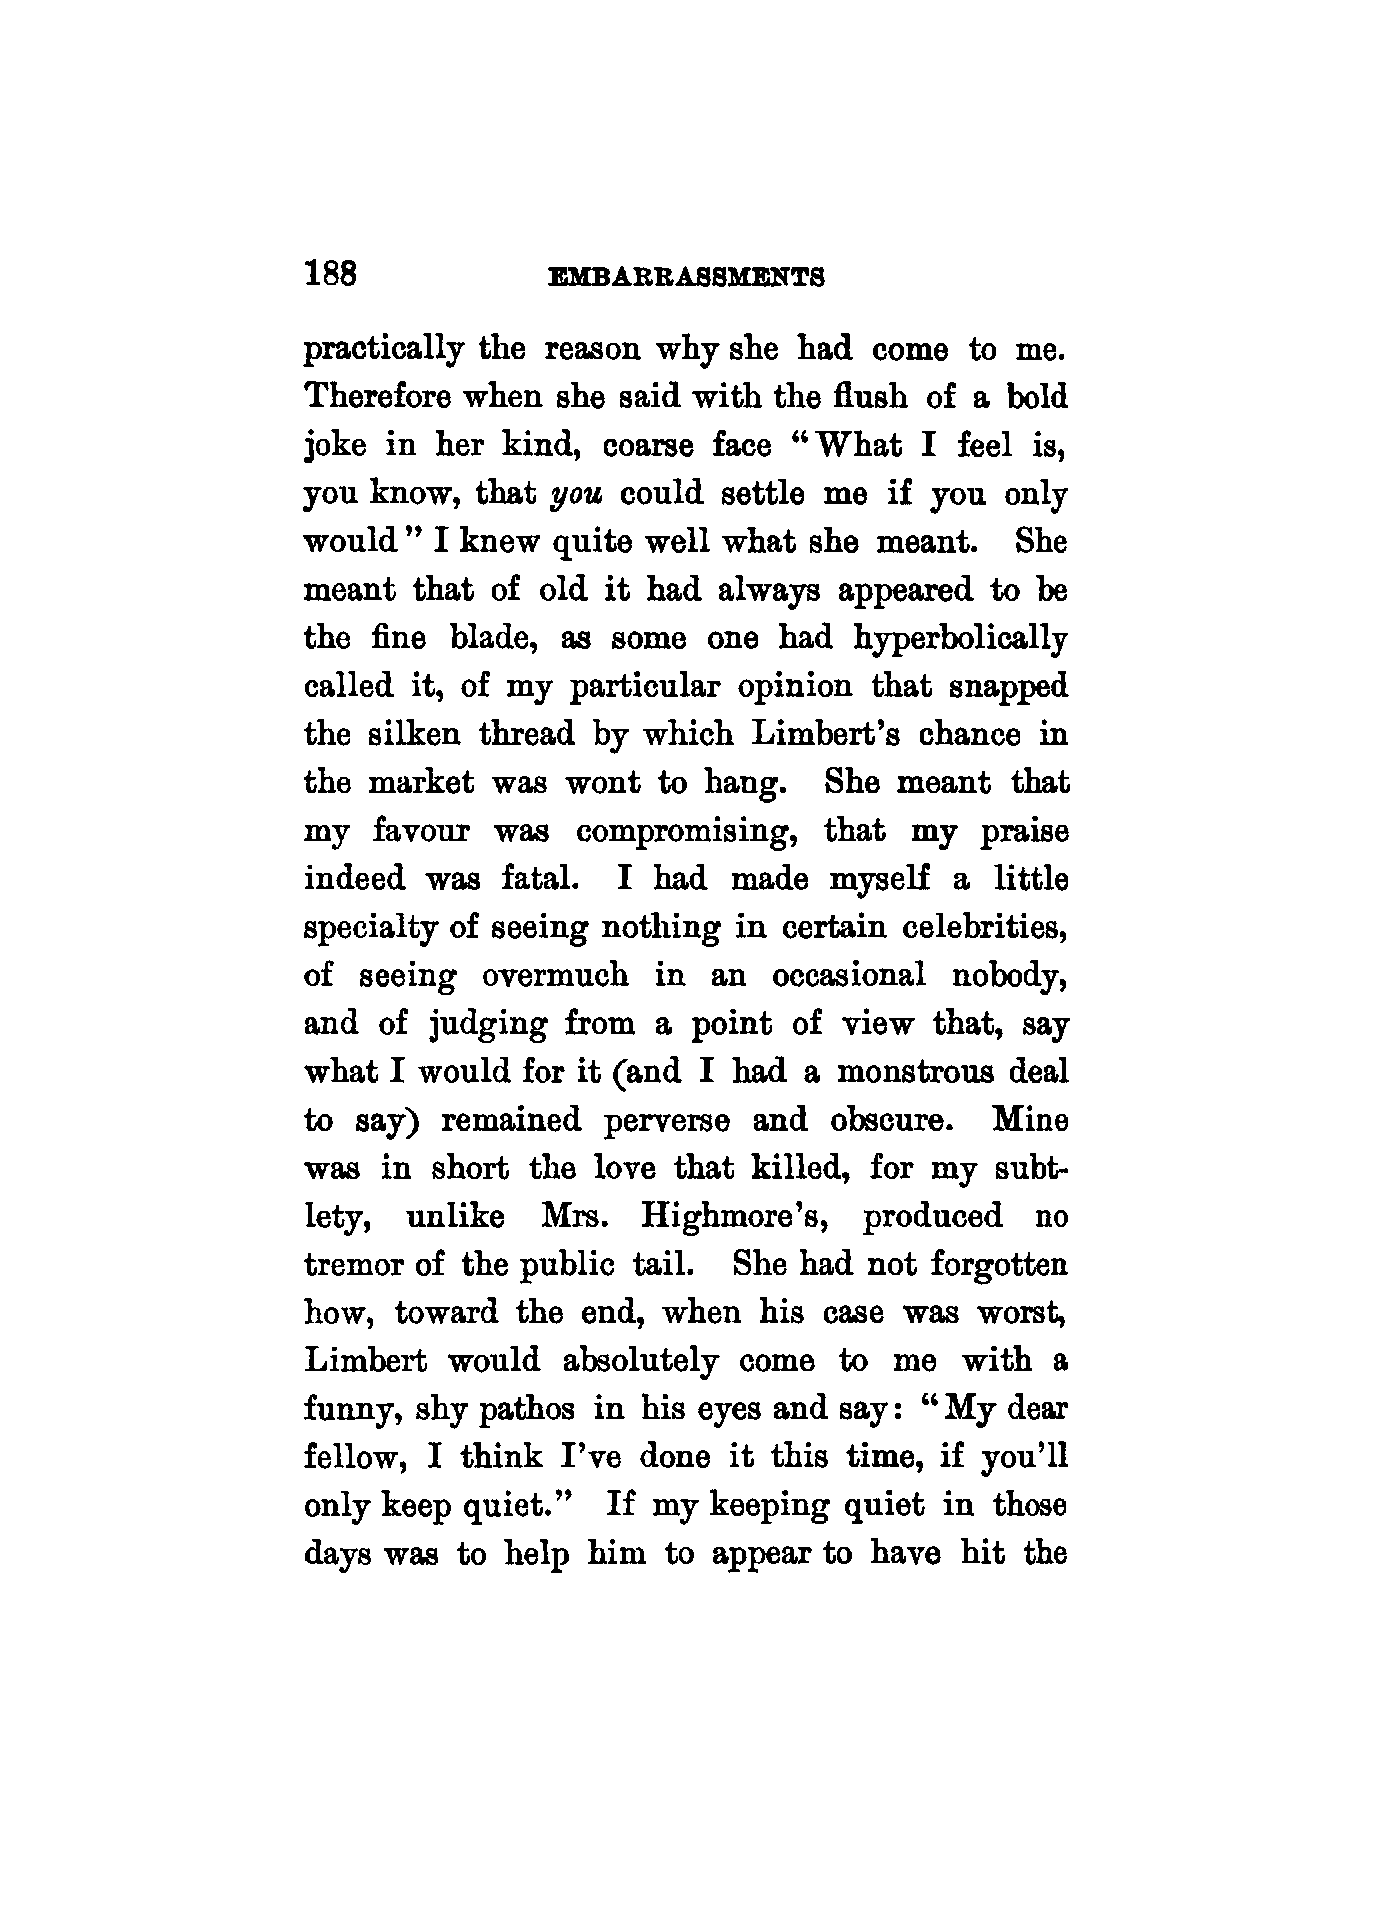 188 EMBARRASSMENTS
practically the reason why she had come to me.
Therefore when she said with the flush of a bold
joke in her kind, coarse face “What I feel is,
you know, that you could settle me if you only
would” I knew quite well what she meant. She
meant that of old it had always appeared to be
the fine blade, as some one had hyperbolically
called it, of my particular opinion that snapped
the silken thread by which Limbert’s chance in
the market was wont to hang. She meant that
my favour was compromising, that my praise
indeed was fatal. I had made myself a little
specialty of seeing nothing in certain celebrities,
of seeing overmuch in an occasional nobody,
and of judging from a point of view that, say
what I would for it (and I had a monstrous deal
to say) remained perverse and obscure. Mine
was in short the love that killed, for my subt-
lety, unlike Mrs. Highmore’s, produced no
tremor of the public tail. She had not forgotten
how, toward the end, when his case was worst,
Limbert would absolutely come to me with a
funny, shy pathos in his eyes and say: “My dear
fellow, I think I’ve done it this time, if you’ll
only keep quiet.” If my keeping quiet in those
days was to help him to appear to have hit the